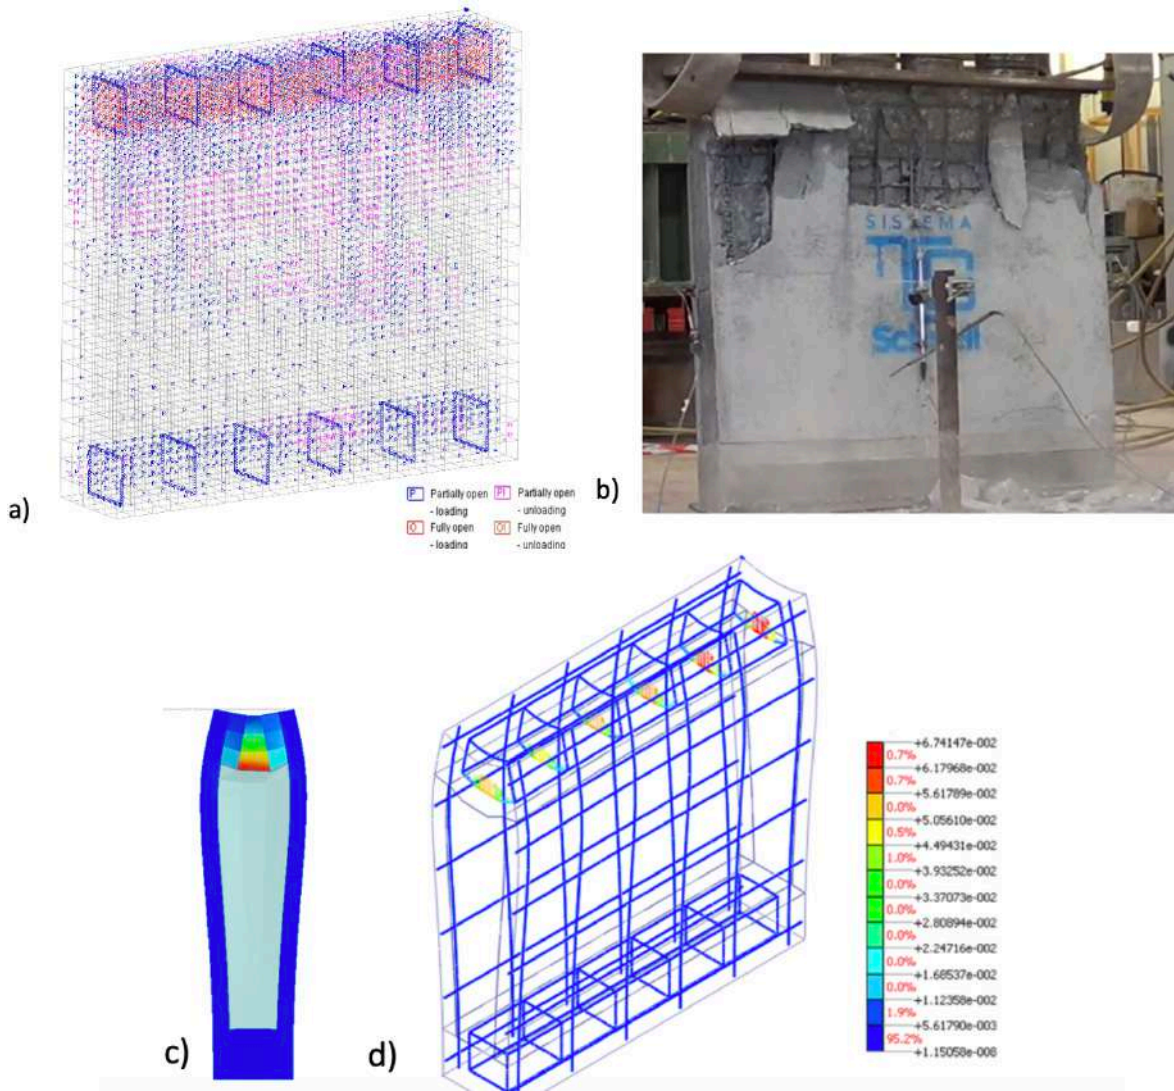 a)
P Partially open - loading
PI Partially open - unloading
O Fully open - loading
OI Fully open - unloading
b)
SISTEMA
c)
d)
+6.74147e-002
0.7%
+6.17968e-002
0.7%
+5.61789e-002
0.0%
+5.05610e-002
0.5%
+4.49431e-002
1.0%
+3.93252e-002
0.0%
+3.37073e-002
0.0%
+2.80894e-002
0.0%
+2.24716e-002
0.0%
+1.68537e-002
0.0%
+1.12358e-002
1.9%
+5.61790e-003
95.2%
+1.15058e-008